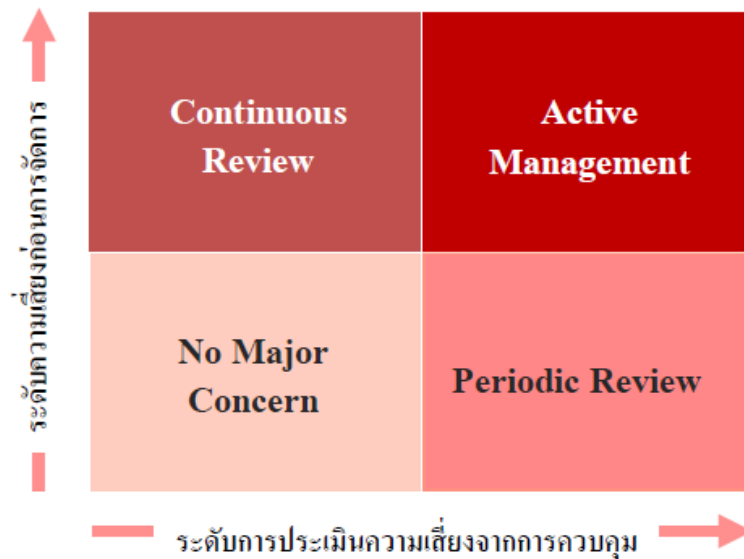 ระดับความเสี่ยงก่อนการจัดการ
Continuous
Review
Active
Management
No Major
Concern
Periodic Review
ระดับการประเมินความเสี่ยงจากการควบคุม